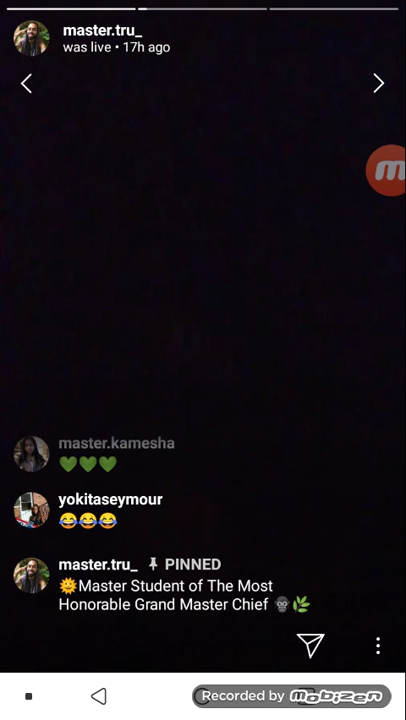 master.tru_
was live • 17h ago
master.kamesha
💚💚💚
yokitaseymour
😂😂😂
master.tru_ PINNED
🌞Master Student of The Most
Honorable Grand Master Chief 🌿
Recorded by mobizen